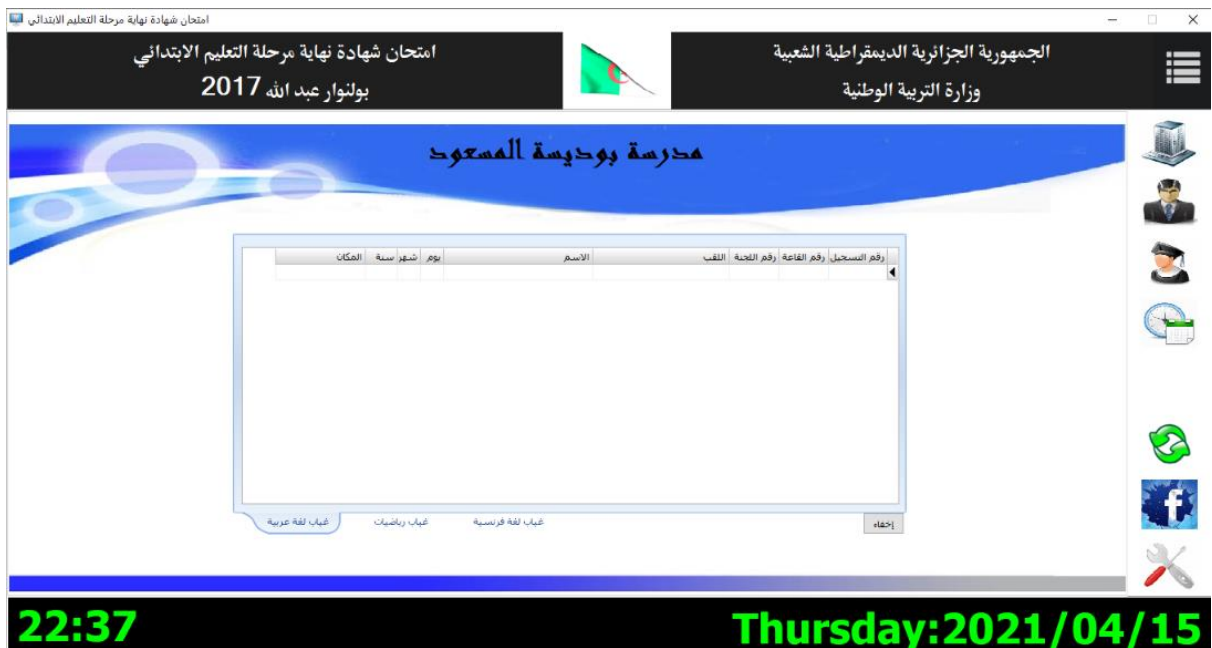 امتحان شهادة نهاية مرحلة التعليم الابتدائي
الجمهورية الجزائرية الديمقراطية الشعبية
وزارة التربية الوطنية
امتحان شهادة نهاية مرحلة التعليم الابتدائي
بولنوار عبد الله 2017
مدرسة بوديسة المسعود
رقم التسجيل رقم القاعة رقم اللجنة اللقب الاسم يوم شهر سنة المكان
إخفاء غياب لغة فرنسية غياب رياضيات غياب لغة عربية
22:37 Thursday:2021/04/15